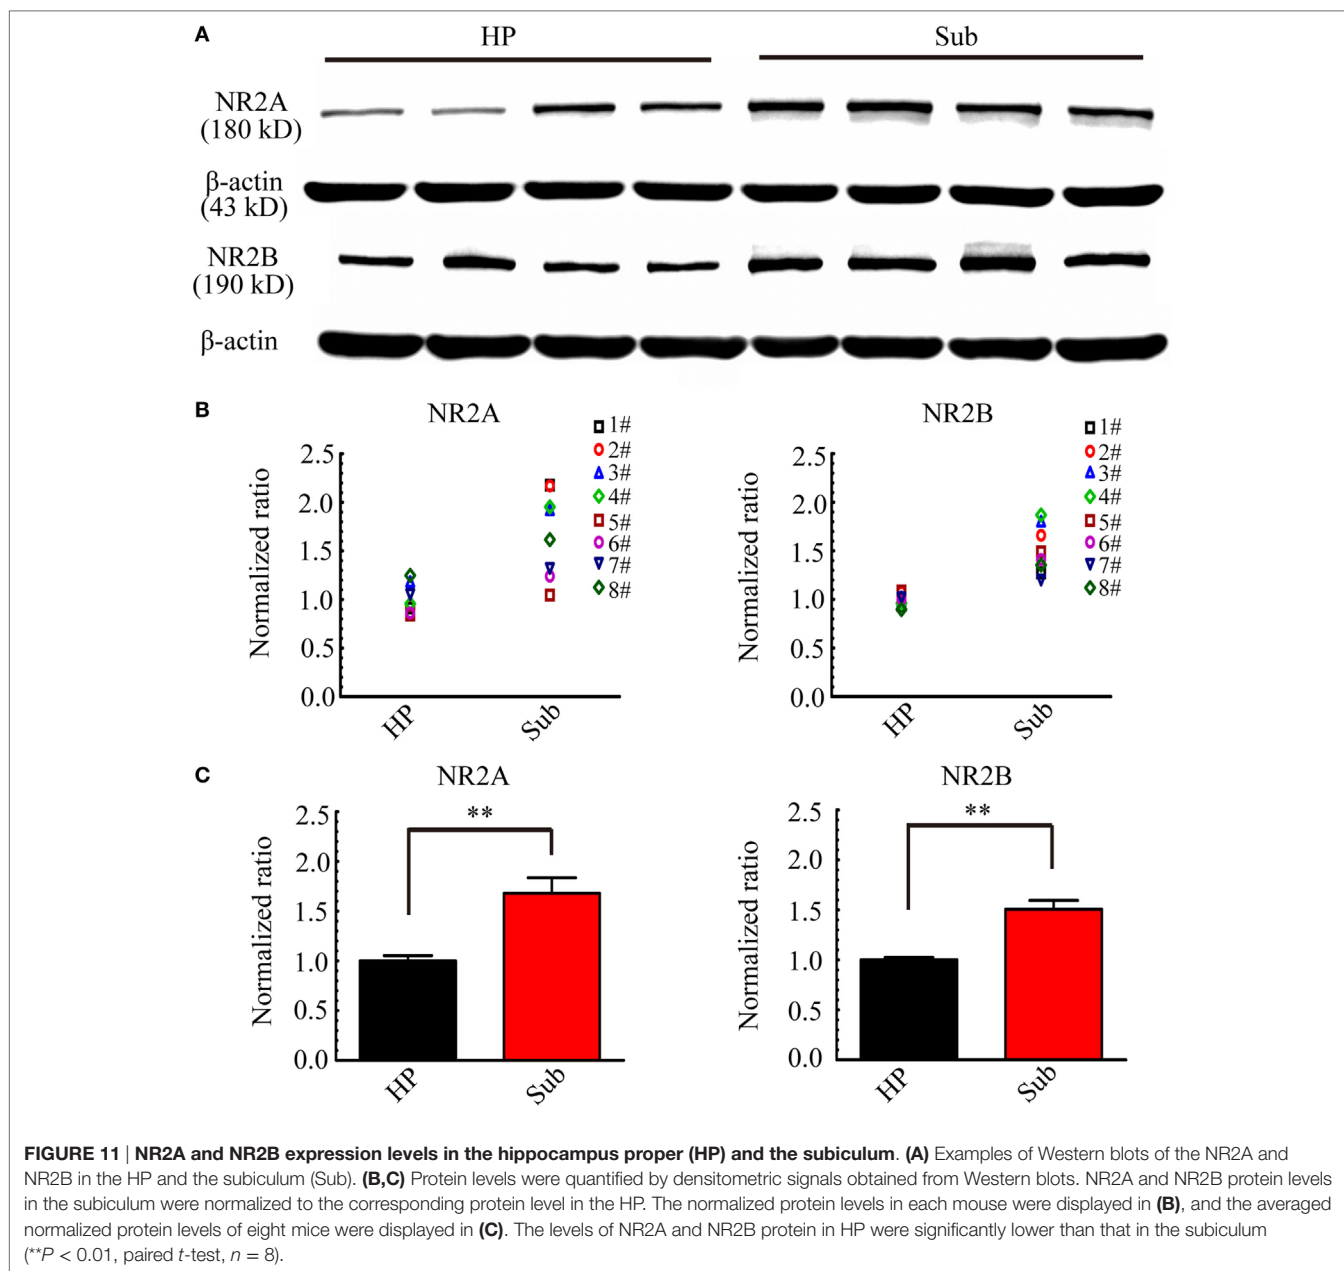 A
HP
Sub
NR2A
(180 kD)
β-actin
(43 kD)
NR2B
(190 kD)
β-actin
B
NR2A
Normalized ratio
2.5
2.0
1.5
1.0
0.5
0.0
HP
Sub
1#
2#
3#
4#
5#
6#
7#
8#
NR2B
Normalized ratio
2.5
2.0
1.5
1.0
0.5
0.0
HP
Sub
1#
2#
3#
4#
5#
6#
7#
8#
C
NR2A
**
Normalized ratio
2.5
2.0
1.5
1.0
0.5
0.0
HP
Sub
NR2B
**
Normalized ratio
2.5
2.0
1.5
1.0
0.5
0.0
HP
Sub
FIGURE 11 | NR2A and NR2B expression levels in the hippocampus proper (HP) and the subiculum. (A) Examples of Western blots of the NR2A and
NR2B in the HP and the subiculum (Sub). (B,C) Protein levels were quantified by densitometric signals obtained from Western blots. NR2A and NR2B protein levels
in the subiculum were normalized to the corresponding protein level in the HP. The normalized protein levels in each mouse were displayed in (B), and the averaged
normalized protein levels of eight mice were displayed in (C). The levels of NR2A and NR2B protein in HP were significantly lower than that in the subiculum
(**P < 0.01, paired t-test, n = 8).